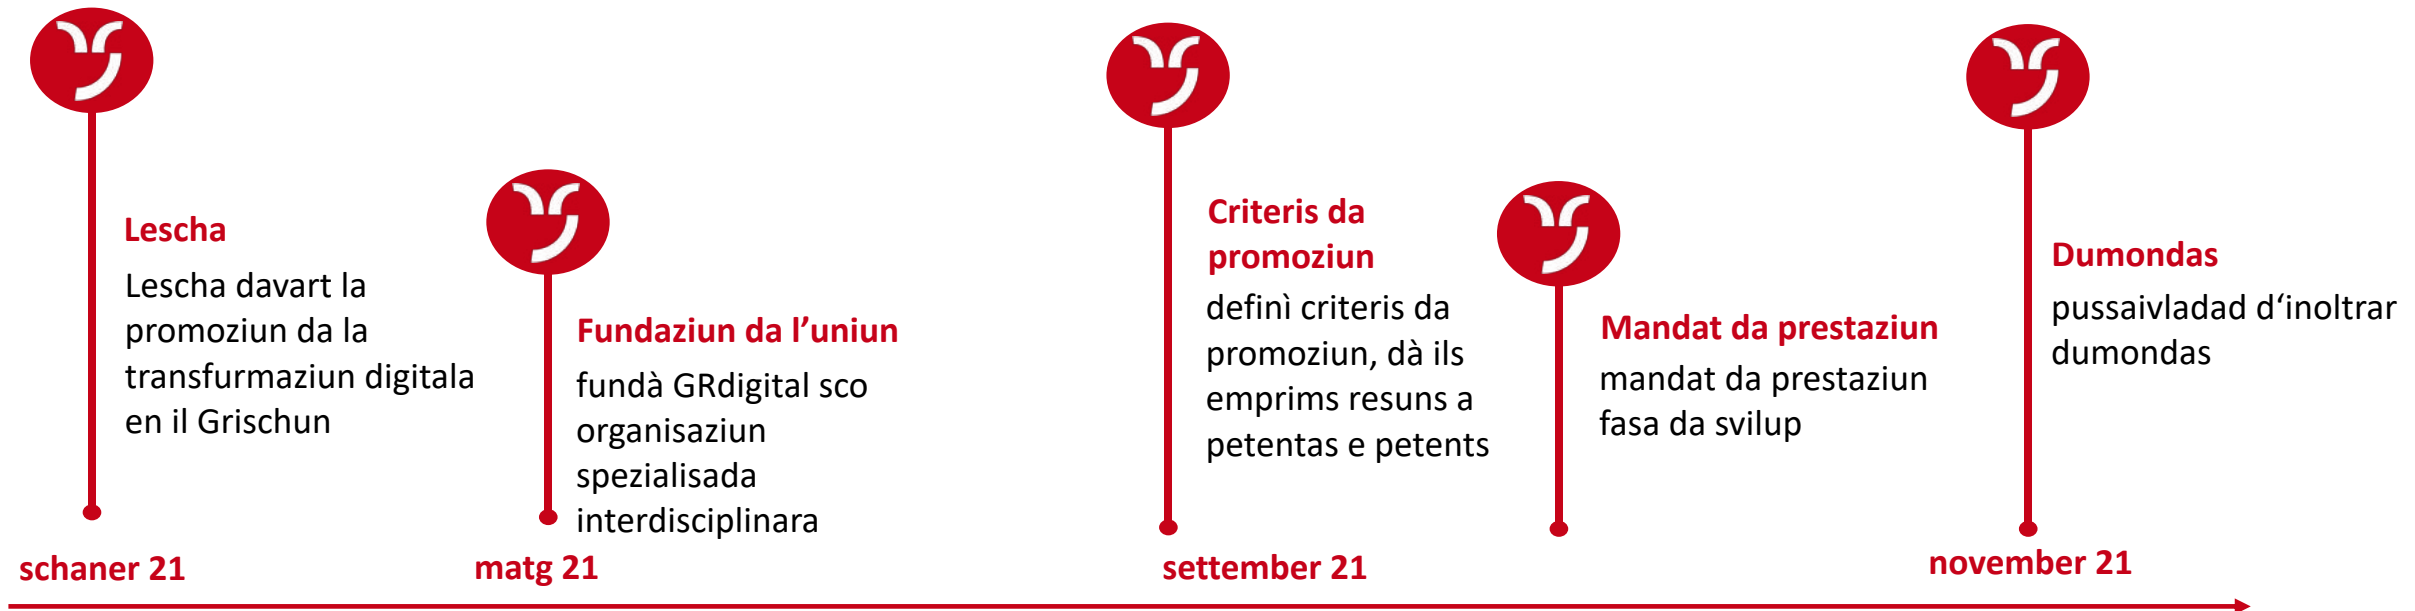 Lescha
Lescha davart la
promoziun da la
transfurmaziun digitala
en il Grischun
schaner 21
Fundaziun da l’uniun
fundà GRdigital sco
organisaziun
spezialisada
interdisciplinara
matg 21
Criteris da
promoziun
definì criteris da
promoziun, dà ils
emprims resuns a
petentas e petents
settember 21
Mandat da prestaziun
mandat da prestaziun
fasa da svilup
Dumondas
pussaivladad d‘inoltrar
dumondas
november 21